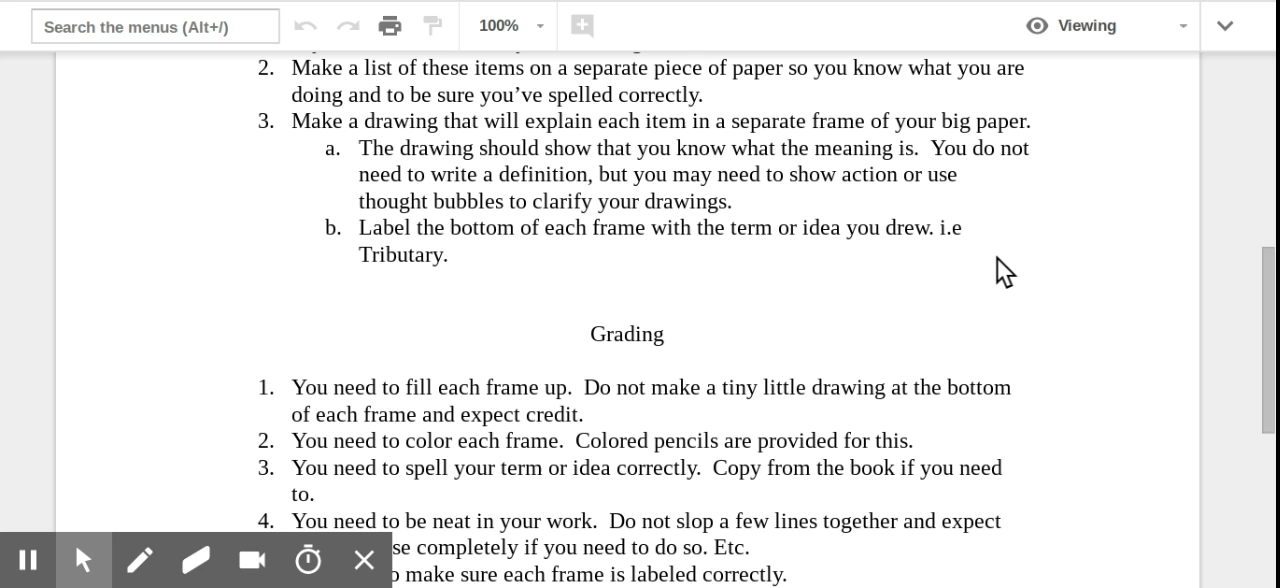 Search the menus (Alt+/)
100%
Viewing
2. Make a list of these items on a separate piece of paper so you know what you are
doing and to be sure you’ve spelled correctly.
3. Make a drawing that will explain each item in a separate frame of your big paper.
a. The drawing should show that you know what the meaning is.  You do not
need to write a definition, but you may need to show action or use
thought bubbles to clarify your drawings.
b. Label the bottom of each frame with the term or idea you drew. i.e
Tributary.
Grading
1. You need to fill each frame up.  Do not make a tiny little drawing at the bottom
of each frame and expect credit.
2. You need to color each frame.  Colored pencils are provided for this.
3. You need to spell your term or idea correctly.  Copy from the book if you need
to.
4. You need to be neat in your work.  Do not slop a few lines together and expect
completely if you need to do so. Etc.
make sure each frame is labeled correctly.